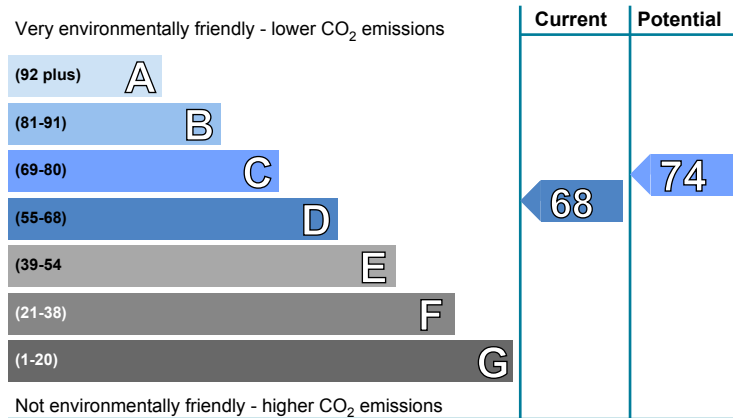 Very environmentally friendly - lower CO₂ emissions
Current
Potential
(92 plus) A
(81-91) B
(69-80) C
(55-68) D
(39-54 E
(21-38) F
(1-20) G
68
74
Not environmentally friendly - higher CO₂ emissions